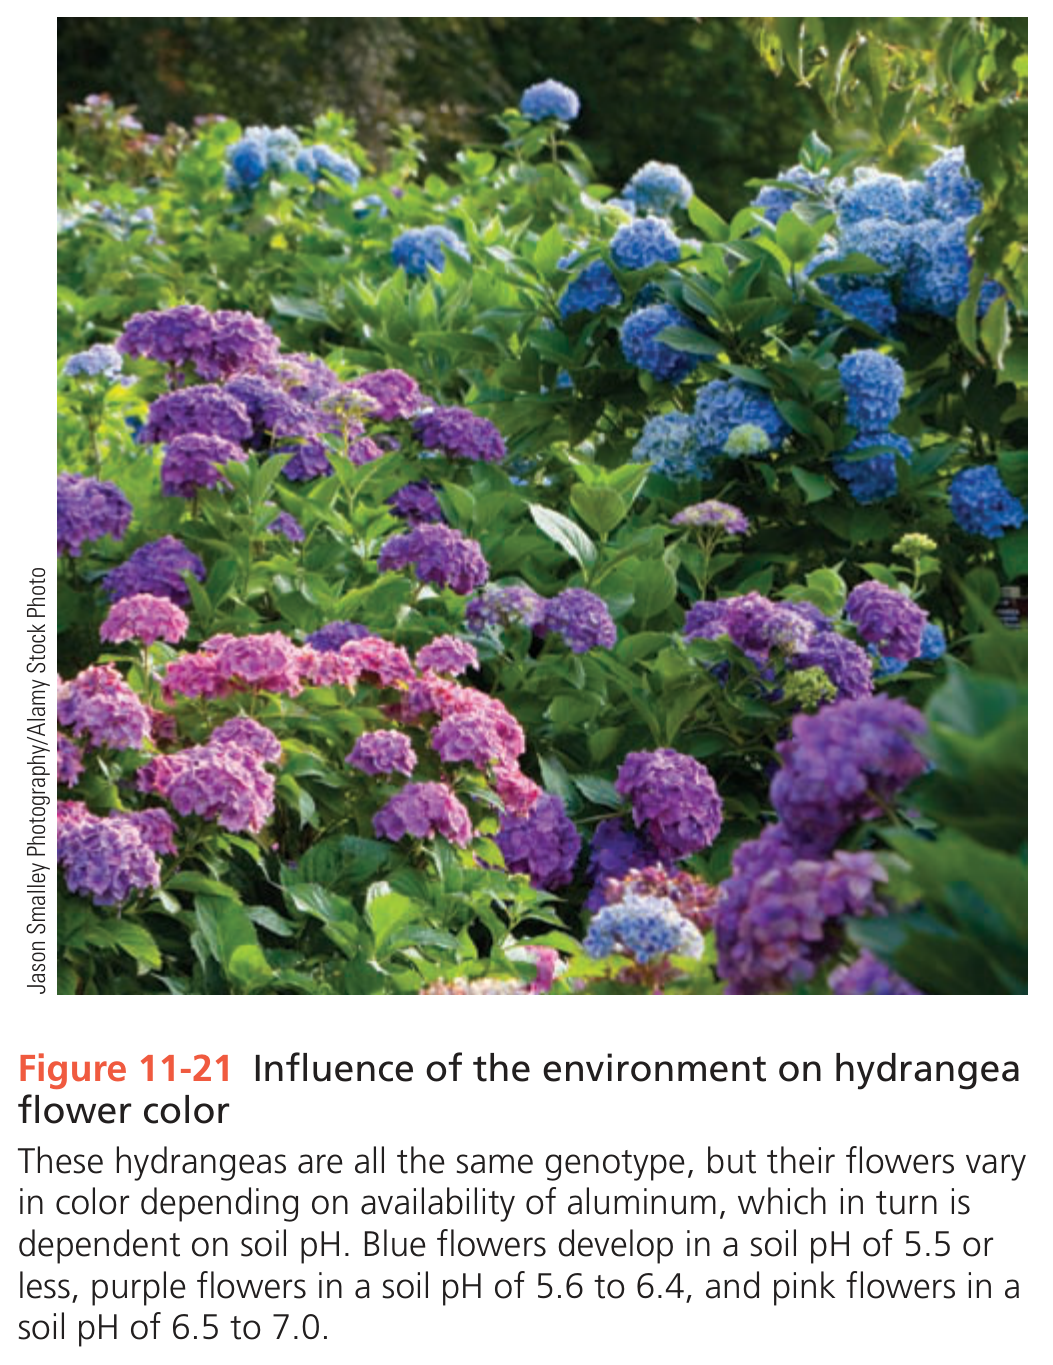 Jason Smalley Photography/Alamy Stock Photo
Figure 11-21 Influence of the environment on hydrangea
flower color
These hydrangeas are all the same genotype, but their flowers vary
in color depending on availability of aluminum, which in turn is
dependent on soil pH. Blue flowers develop in a soil pH of 5.5 or
less, purple flowers in a soil pH of 5.6 to 6.4, and pink flowers in a
soil pH of 6.5 to 7.0.